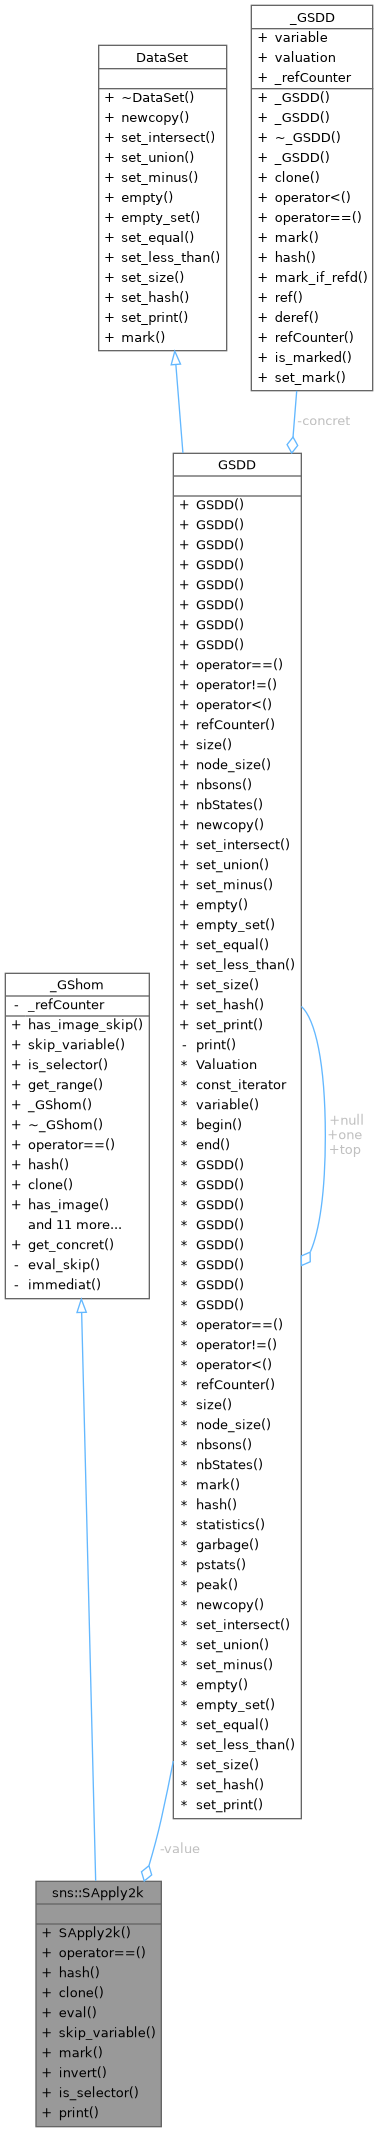 _GSDD
+ variable
+ valuation
+ _refCounter
+ _GSDD()
+ _GSDD()
+ ~_GSDD()
+ _GSDD()
+ clone()
+ operator<()
+ operator==()
+ mark()
+ hash()
+ mark_if_refd()
+ ref()
+ deref()
+ refCounter()
+ is_marked()
+ set_mark()
DataSet
+ ~DataSet()
+ newcopy()
+ set_intersect()
+ set_union()
+ set_minus()
+ empty()
+ empty_set()
+ set_equal()
+ set_less_than()
+ set_size()
+ set_hash()
+ set_print()
+ mark()
-concret
GSDD
+ GSDD()
+ GSDD()
+ GSDD()
+ GSDD()
+ GSDD()
+ GSDD()
+ GSDD()
+ GSDD()
+ operator==()
+ operator!=()
+ operator<()
+ refCounter()
+ size()
+ node_size()
+ nbsons()
+ nbStates()
+ newcopy()
+ set_intersect()
+ set_union()
+ set_minus()
+ empty()
+ empty_set()
+ set_equal()
+ set_less_than()
+ set_size()
+ set_hash()
+ set_print()
- print()
* Valuation
* const_iterator
* variable()
* begin()
* end()
* GSDD()
* GSDD()
* GSDD()
* GSDD()
* GSDD()
* GSDD()
* GSDD()
* GSDD()
* operator==()
* operator!=()
* operator<()
* refCounter()
* size()
* node_size()
* nbsons()
* nbStates()
* mark()
* hash()
* statistics()
* garbage()
* pstats()
* peak()
* newcopy()
* set_intersect()
* set_union()
* set_minus()
* empty()
* empty_set()
* set_equal()
* set_less_than()
* set_size()
* set_hash()
* set_print()
+null
+one
+top
_GShom
- _refCounter
+ has_image_skip()
+ skip_variable()
+ is_selector()
+ get_range()
+ _GShom()
+ ~_GShom()
+ operator==()
+ hash()
+ clone()
+ has_image()
and 11 more...
+ get_concret()
- eval_skip()
- immediat()
-value
sns::SApply2k
+ SApply2k()
+ operator==()
+ hash()
+ clone()
+ eval()
+ skip_variable()
+ mark()
+ invert()
+ is_selector()
+ print()